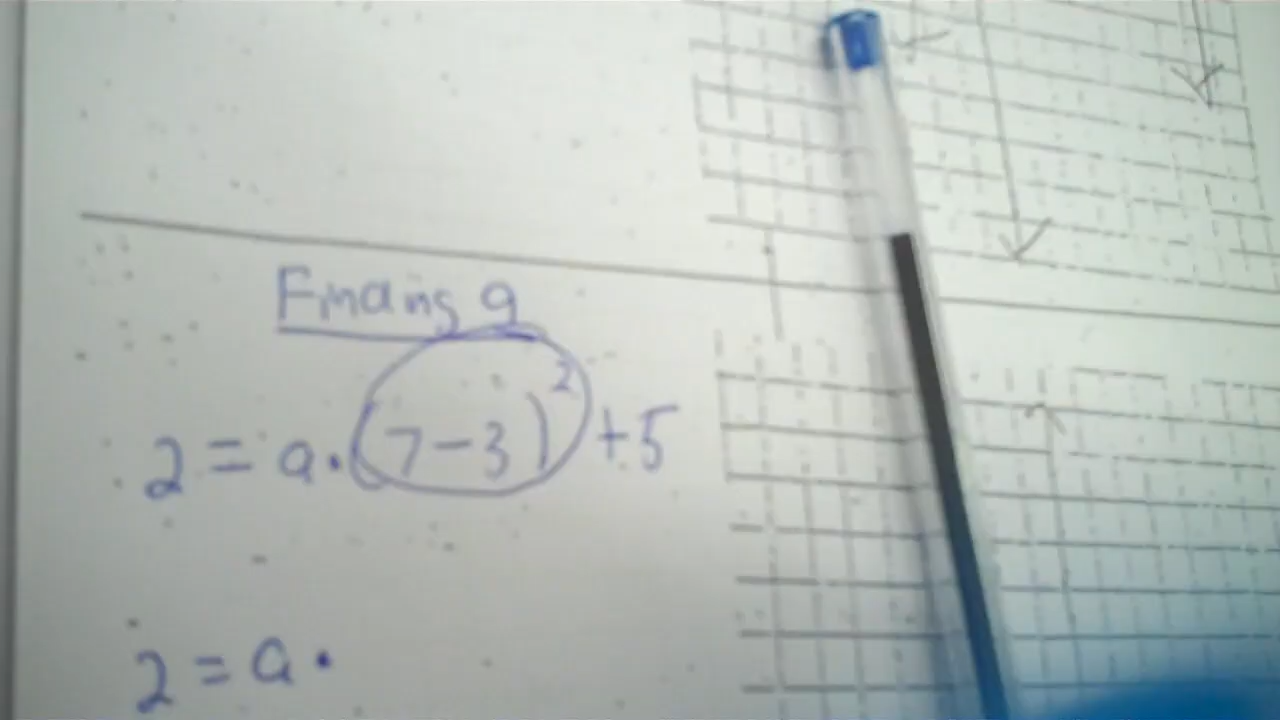 Finding a
2 = a·(7-3)² +5
2 = a·